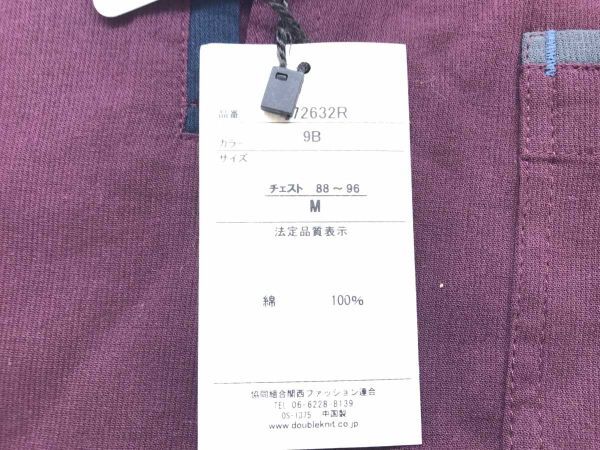 品番 72632R
カラー 9B
サイズ
チェスト 88～96
M
法定品質表示
綿 100%
協同組合関西ファッション連合
TEL 06-6228-8139
OS-1375 中国製
www.doubleknit.co.jp